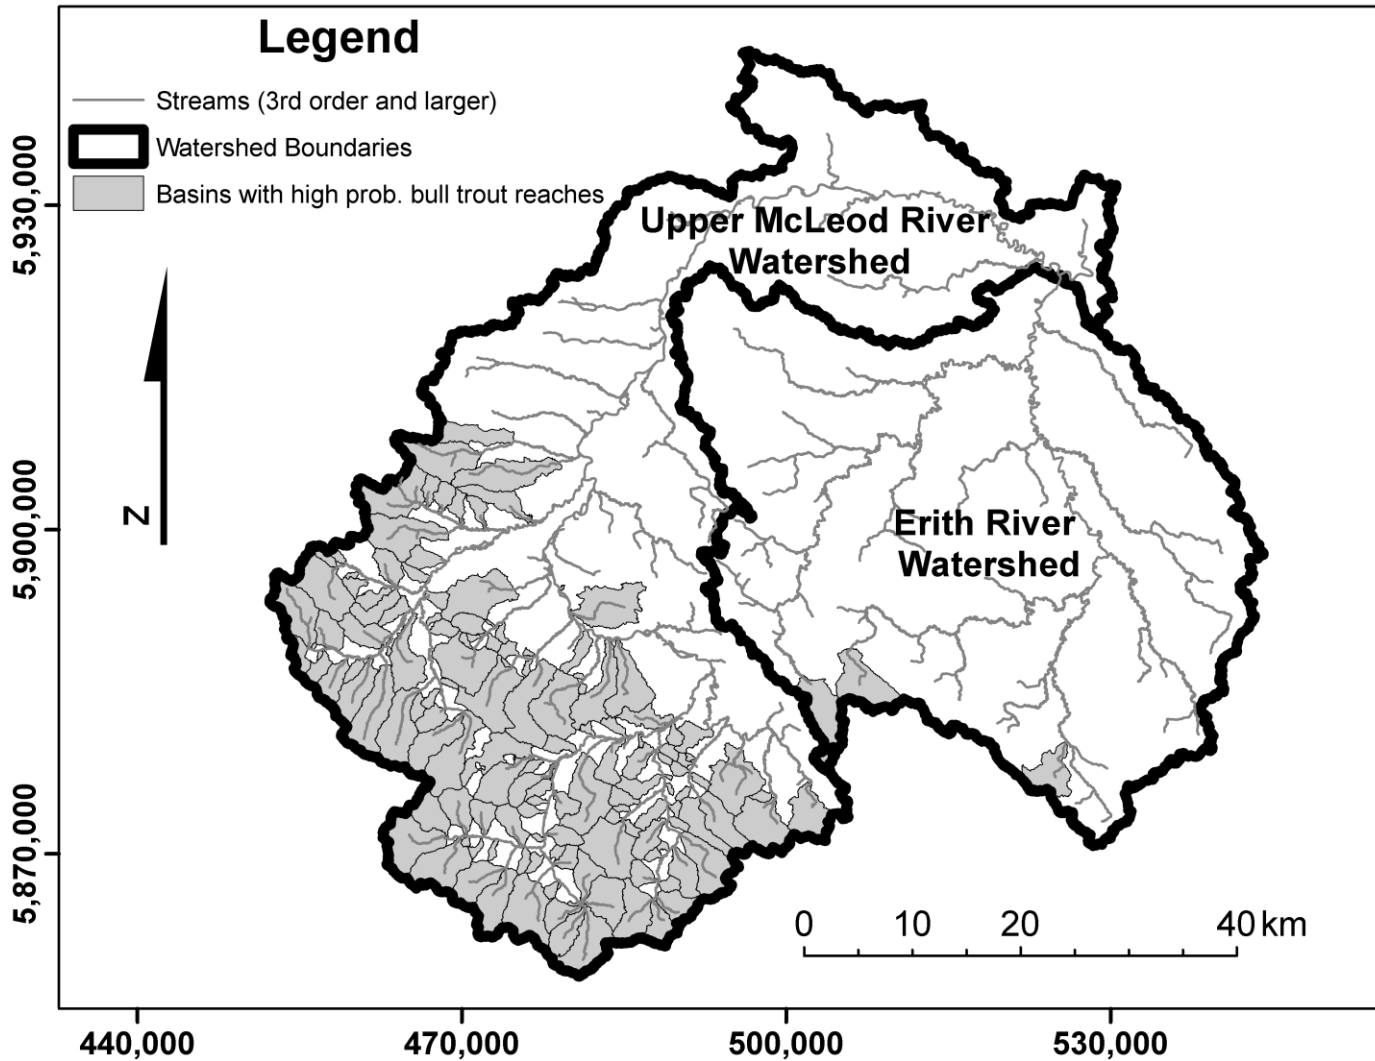 Legend
Streams (3rd order and larger)
Watershed Boundaries
Basins with high prob. bull trout reaches
Upper McLeod River
Watershed
Erith River
Watershed
N
5,930,000
5,900,000
5,870,000
0 10 20 40 km
440,000 470,000 500,000 530,000